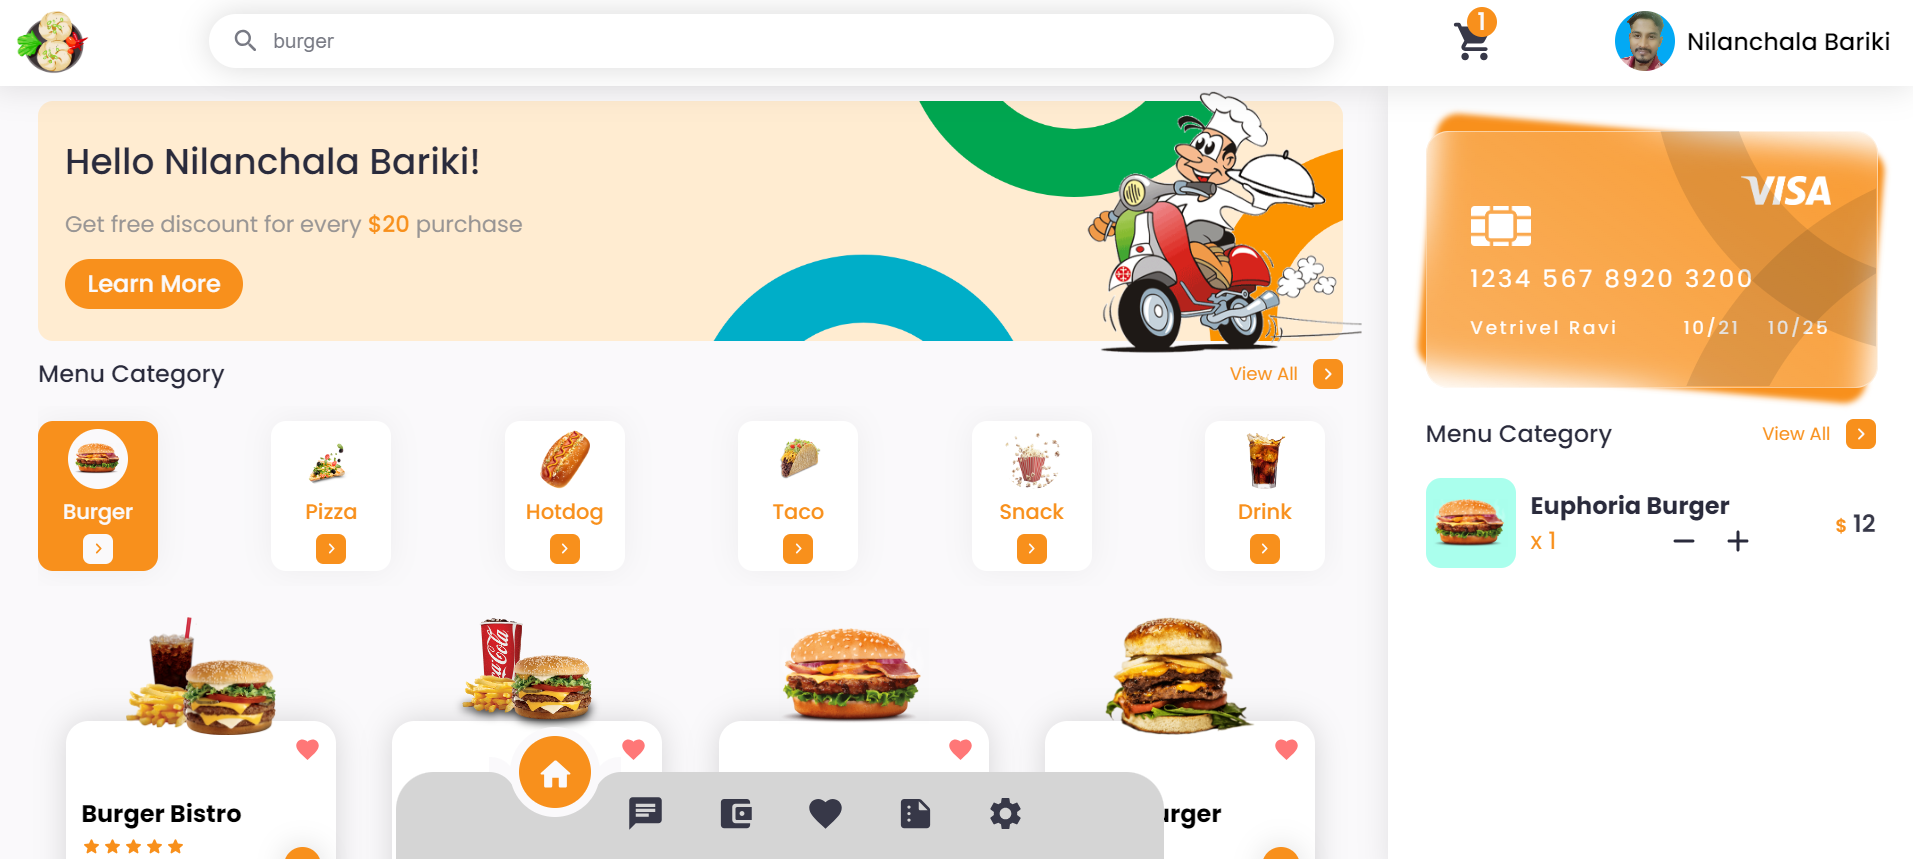 burger
1
Nilanchala Bariki
Hello Nilanchala Bariki!
Get free discount for every $20 purchase
Learn More
VISA
1234 567 8920 3200
Vetrivel Ravi 10/21 10/25
Menu Category
View All
Burger
Pizza
Hotdog
Taco
Snack
Drink
Coca-Cola
Burger Bistro
Menu Category
View All
Euphoria Burger
x 1
$ 12